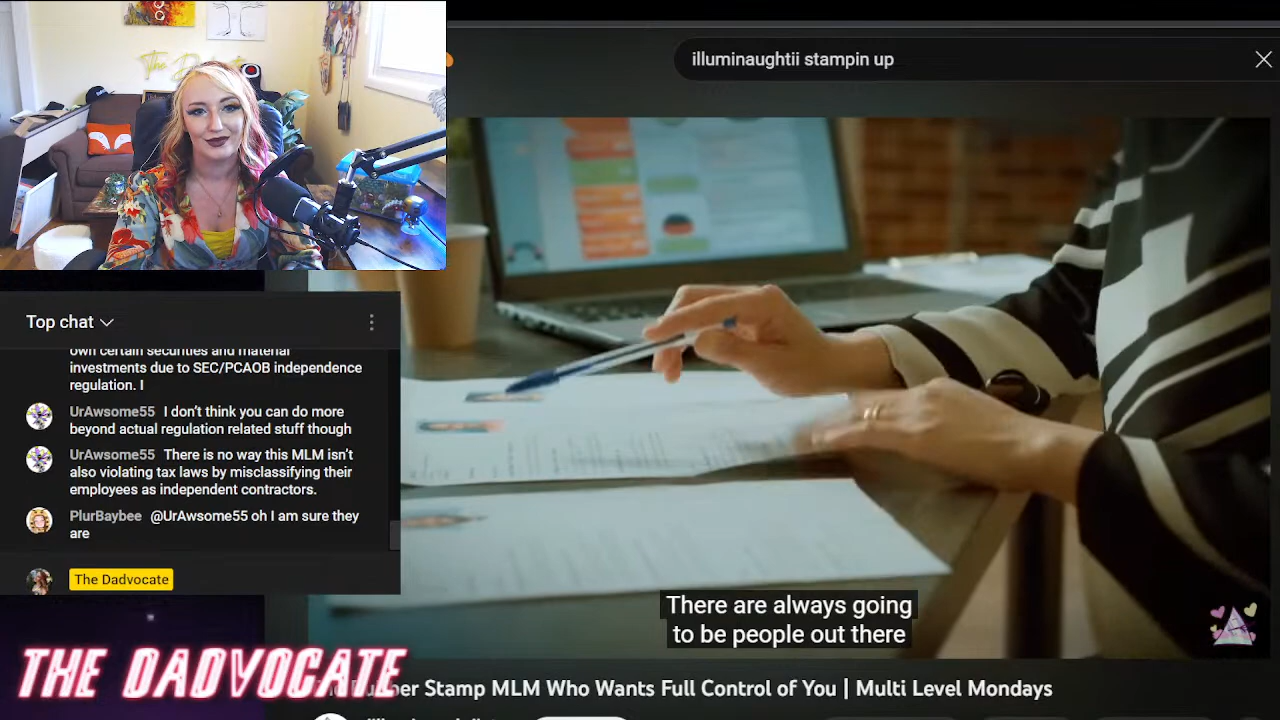 The Da
illuminaughtii stampin up
Top chat
own certain securities and material
investments due to SEC/PCAOB independence
regulation. I
UrAwsome55 I don't think you can do more
beyond actual regulation related stuff though
UrAwsome55 There is no way this MLM isn't
also violating tax laws by misclassifying their
employees as independent contractors.
PlurBaybee @UrAwsome55 oh I am sure they
are
The Dadvocate
There are always going
to be people out there
THE DADVOCATE
Stamp MLM Who Wants Full Control of You | Multi Level Mondays